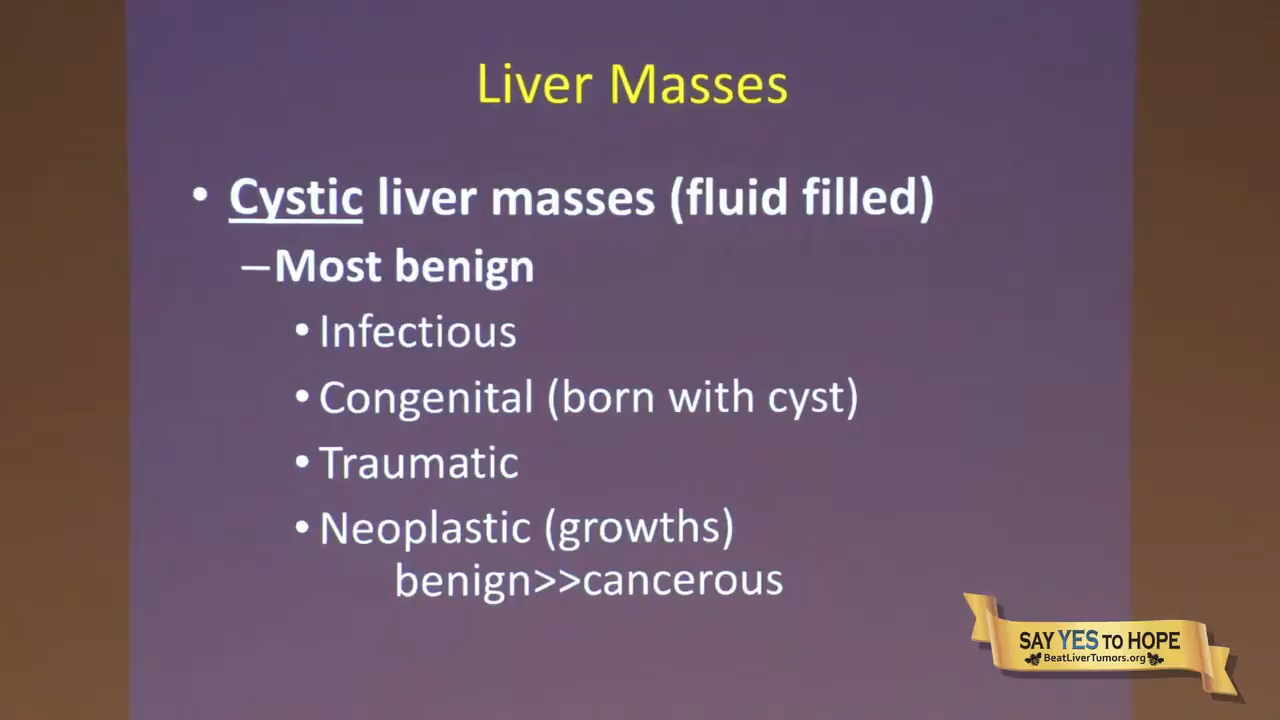 Liver Masses
• Cystic liver masses (fluid filled)
–Most benign
• Infectious
• Congenital (born with cyst)
• Traumatic
• Neoplastic (growths)
benign>>cancerous
SAY YES TO HOPE
BeatLiverTumors.org